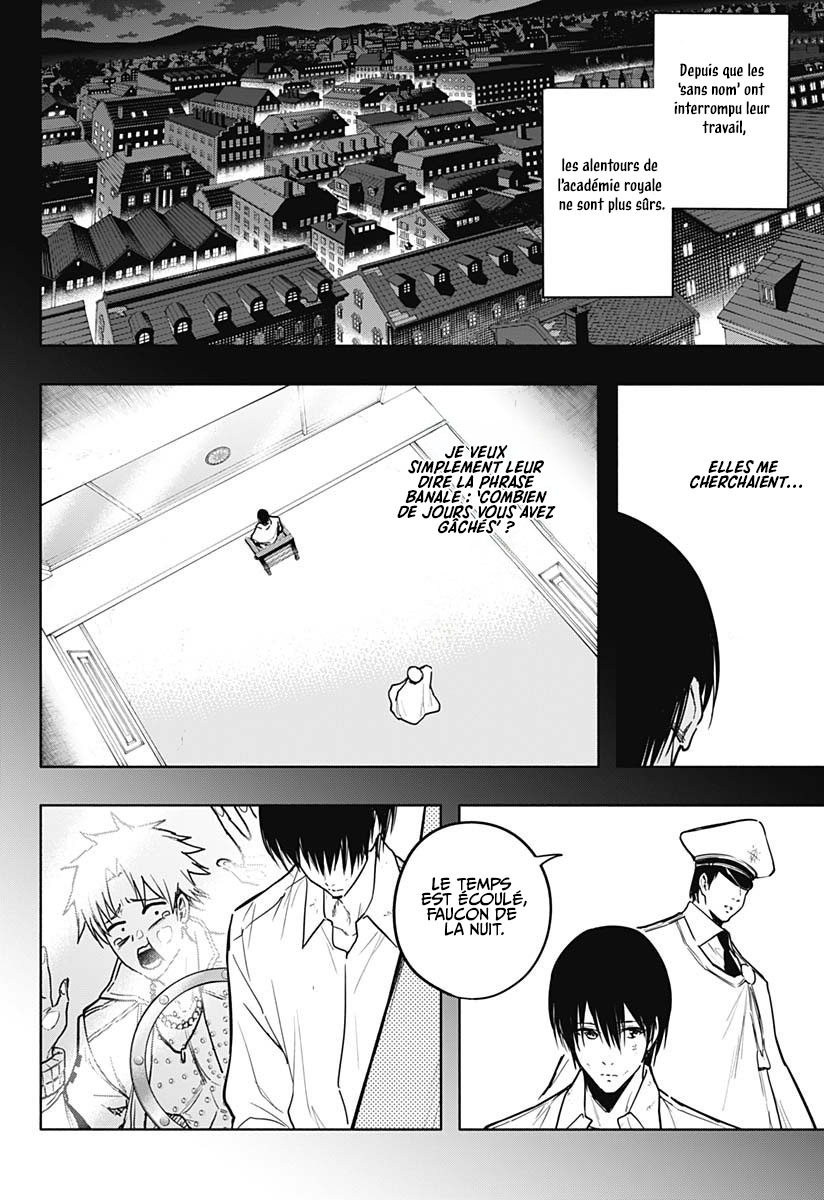 Depuis que les
'sans nom' ont
interrompu leur
travail,
les alentours de
l'académie royale
ne sont plus sûrs.
ELLES ME
CHERCHAIENT...
JE VEUX
SIMPLEMENT LEUR
DIRE LA PHRASE
BANALE : 'COMBIEN
DE JOURS VOUS AVEZ
GÂCHÉS' ?
LE TEMPS
EST ÉCOULÉ,
FAUCON DE
LA NUIT.